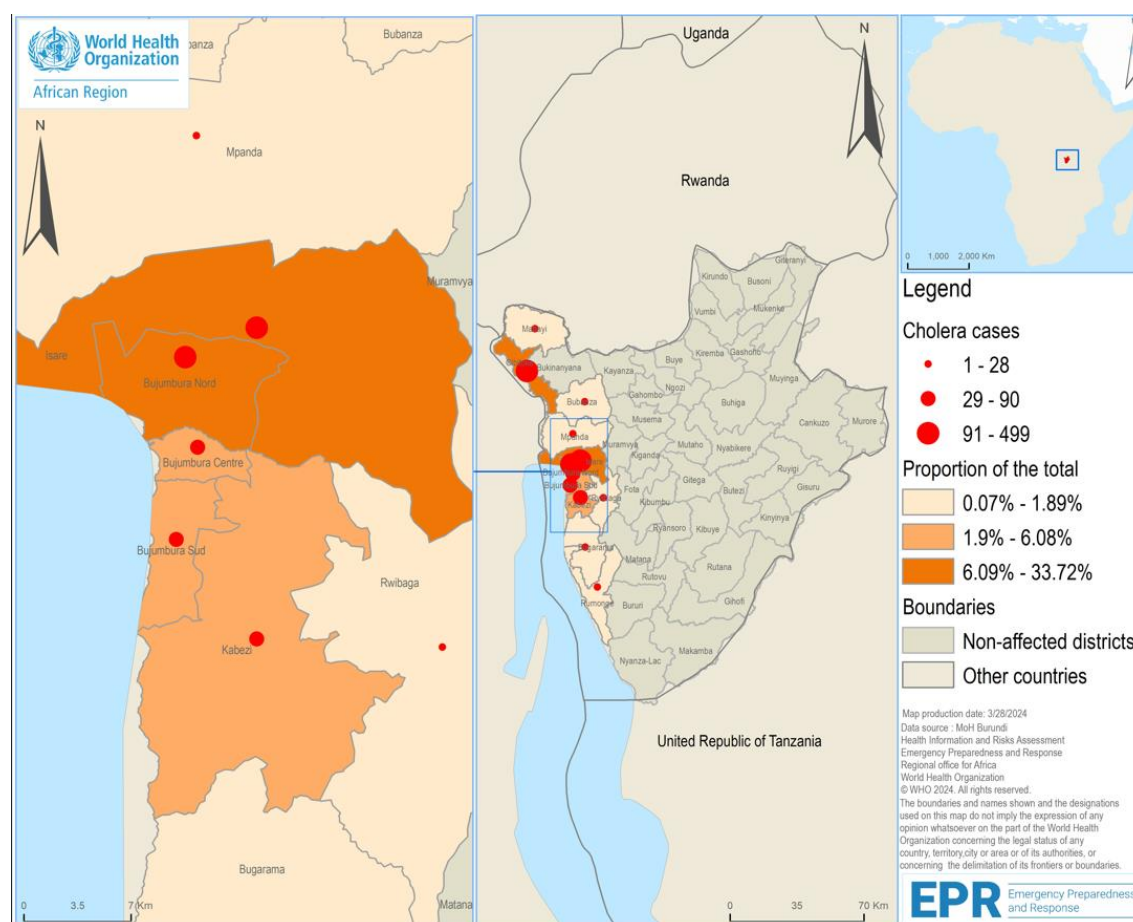 World Health
Organization
African Region
Bubanza
Mpanda
Muramvya
Isare
Bujumbura Nord
Bujumbura Centre
Bujumbura Sud
Rwibaga
Kabezi
Bugarama
Matana
N
0 3.5 7 Km
Uganda
N
Rwanda
Giteranyi
Kirundo
Busoni
Vumbi
Mukenke
Kiremba
Gashoho
Buye
Bukinanyana
Kayanza
Ngozi
Muyinga
Gahombo
Buhiga
Bubanza
Musema
Cankuzo
Murore
Mpanda
Muramvya
Mutaho
Nyabikere
Kiganda
Ruyigi
Bujumbura Sud
Fota
Gitega
Butezi
Gisuru
Kibumbu
Kinyinya
Ryansoro
Kibuye
Bugarama
Matana
Rutana
Rutovu
Rumonge
Bururi
Gihofi
Makamba
Nyanza-Lac
United Republic of Tanzania
0 35 70 Km
0 1,000 2,000 Km
Legend
Cholera cases
1 - 28
29 - 90
91 - 499
Proportion of the total
0.07% - 1.89%
1.9% - 6.08%
6.09% - 33.72%
Boundaries
Non-affected districts
Other countries
Map production date: 3/28/2024
Data source : MoH Burundi
Health Information and Risks Assessment
Emergency Preparedness and Response
Regional office for Africa
World Health Organization
© WHO 2024. All rights reserved.
The boundaries and names shown and the designations
used on this map do not imply the expression of any
opinion whatsoever on the part of the World Health
Organization concerning the legal status of any
country, territory,city or area or of its authorities, or
concerning the delimitation of its frontiers or boundaries.
EPR
Emergency Preparedness
and Response